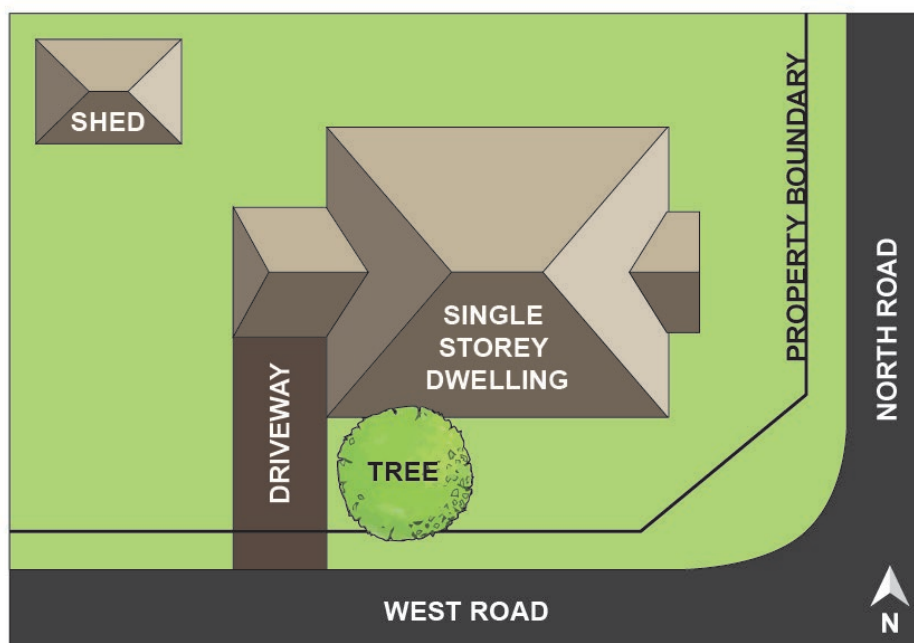 SHED
PROPERTY BOUNDARY
NORTH ROAD
SINGLE
STOREY
DWELLING
DRIVEWAY
TREE
WEST ROAD
N